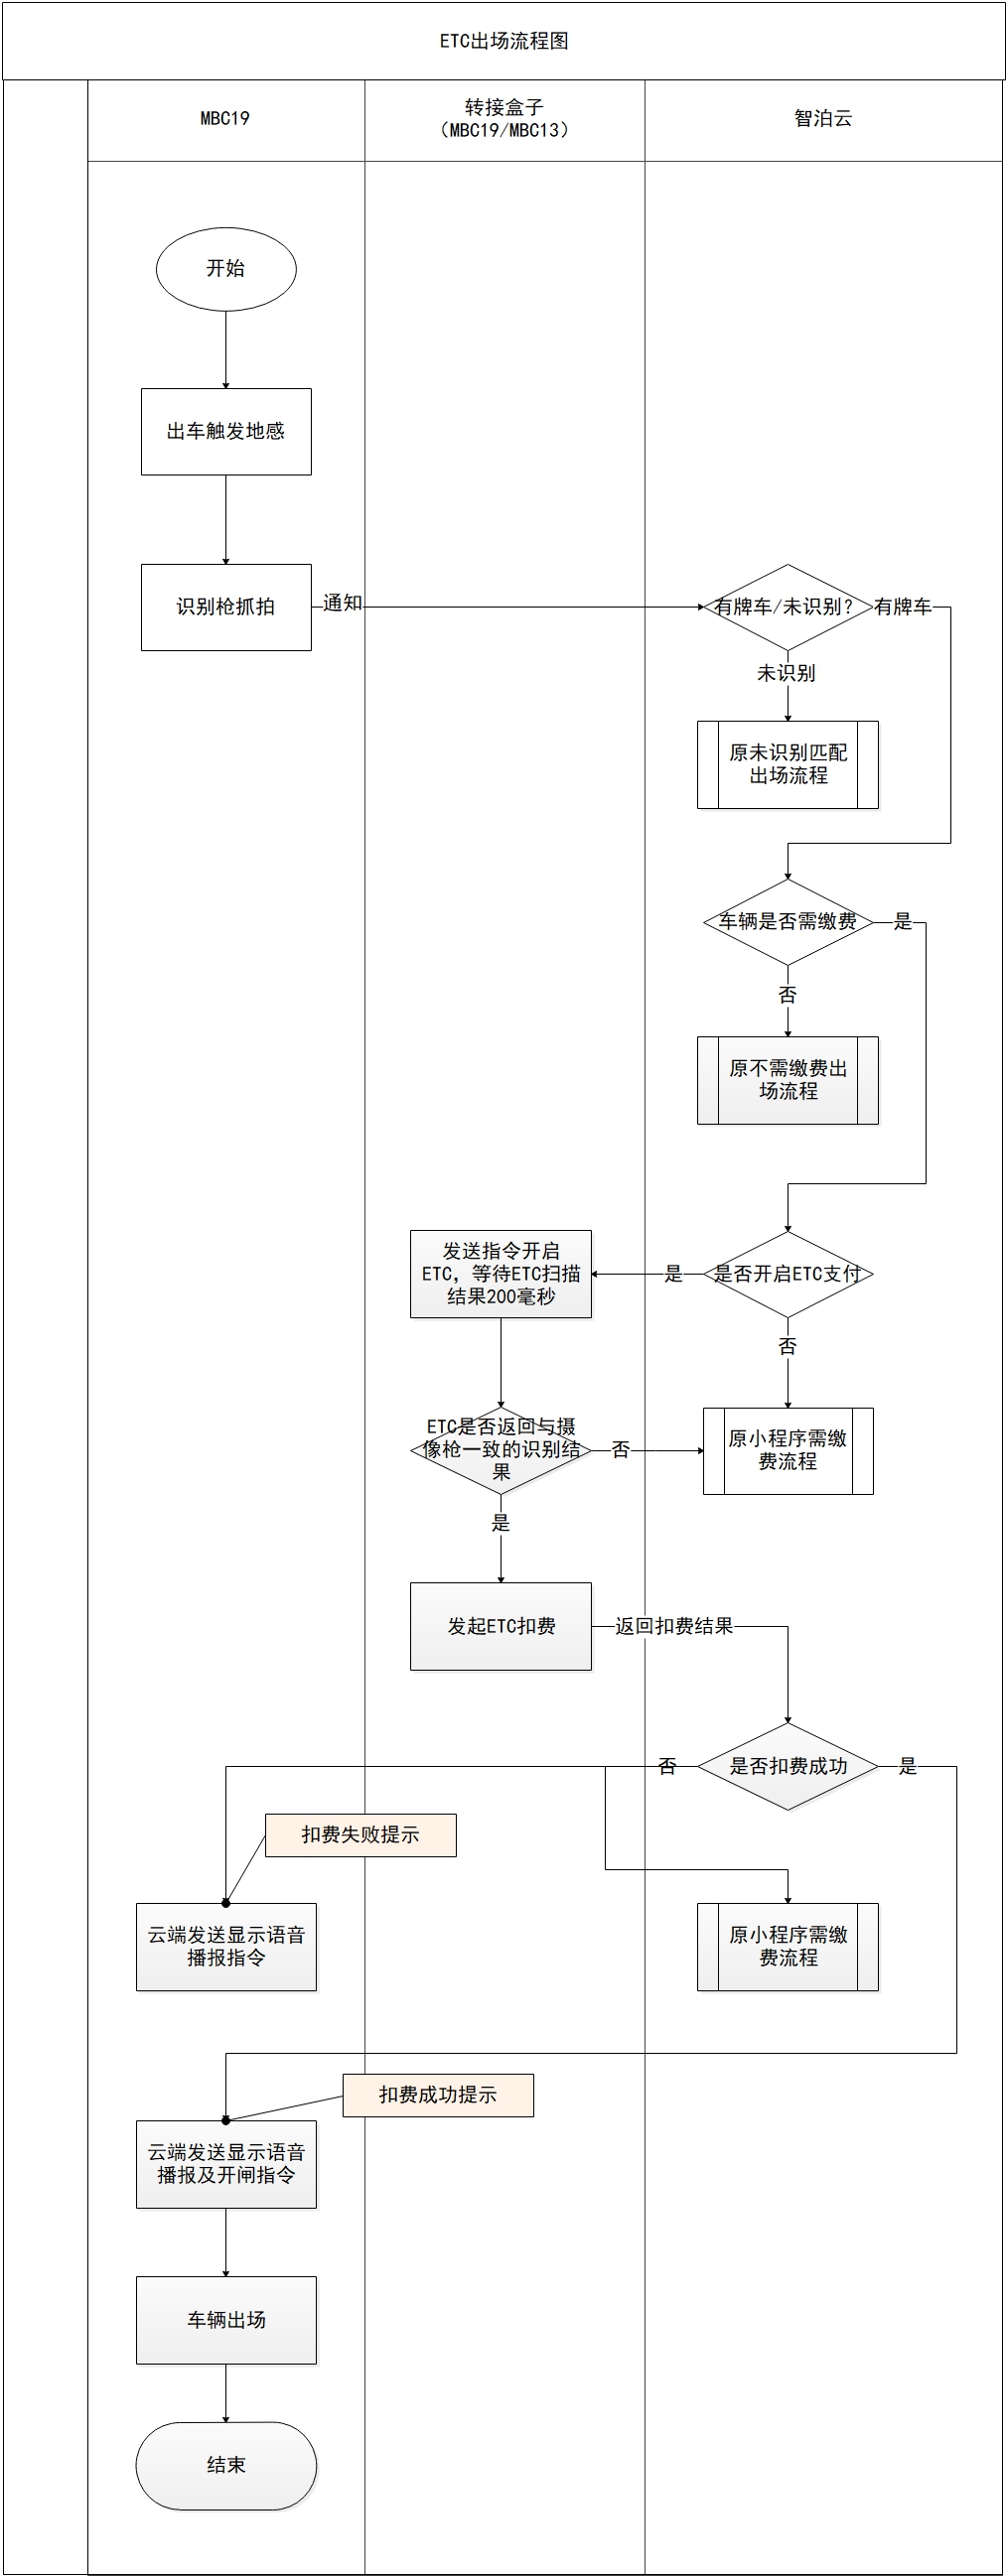 ETC出场流程图
MBC19
转接盒子
（MBC19/MBC13）
智泊云
开始
出车触发地感
识别枪抓拍
通知
有牌车/未识别？
有牌车
未识别
原未识别匹配
出场流程
车辆是否需缴费
是
否
原不需缴费出
场流程
发送指令开启
ETC，等待ETC扫描
结果200毫秒
是
是否开启ETC支付
否
ETC是否返回与摄
像枪一致的识别结
果
否
原小程序需缴
费流程
是
发起ETC扣费
返回扣费结果
否
是否扣费成功
是
扣费失败提示
云端发送显示语音
播报指令
原小程序需缴
费流程
扣费成功提示
云端发送显示语音
播报及开闸指令
车辆出场
结束